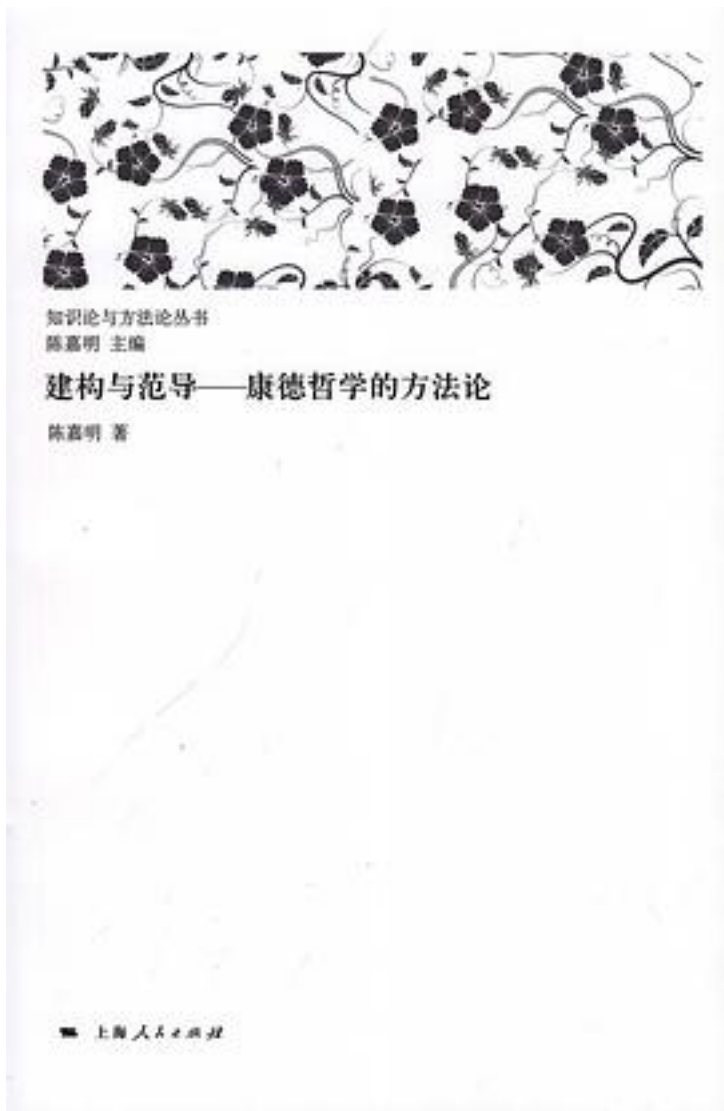 知识论与方法论丛书
陈嘉明 主编
建构与范导——康德哲学的方法论
陈嘉明 著
上海人民出版社